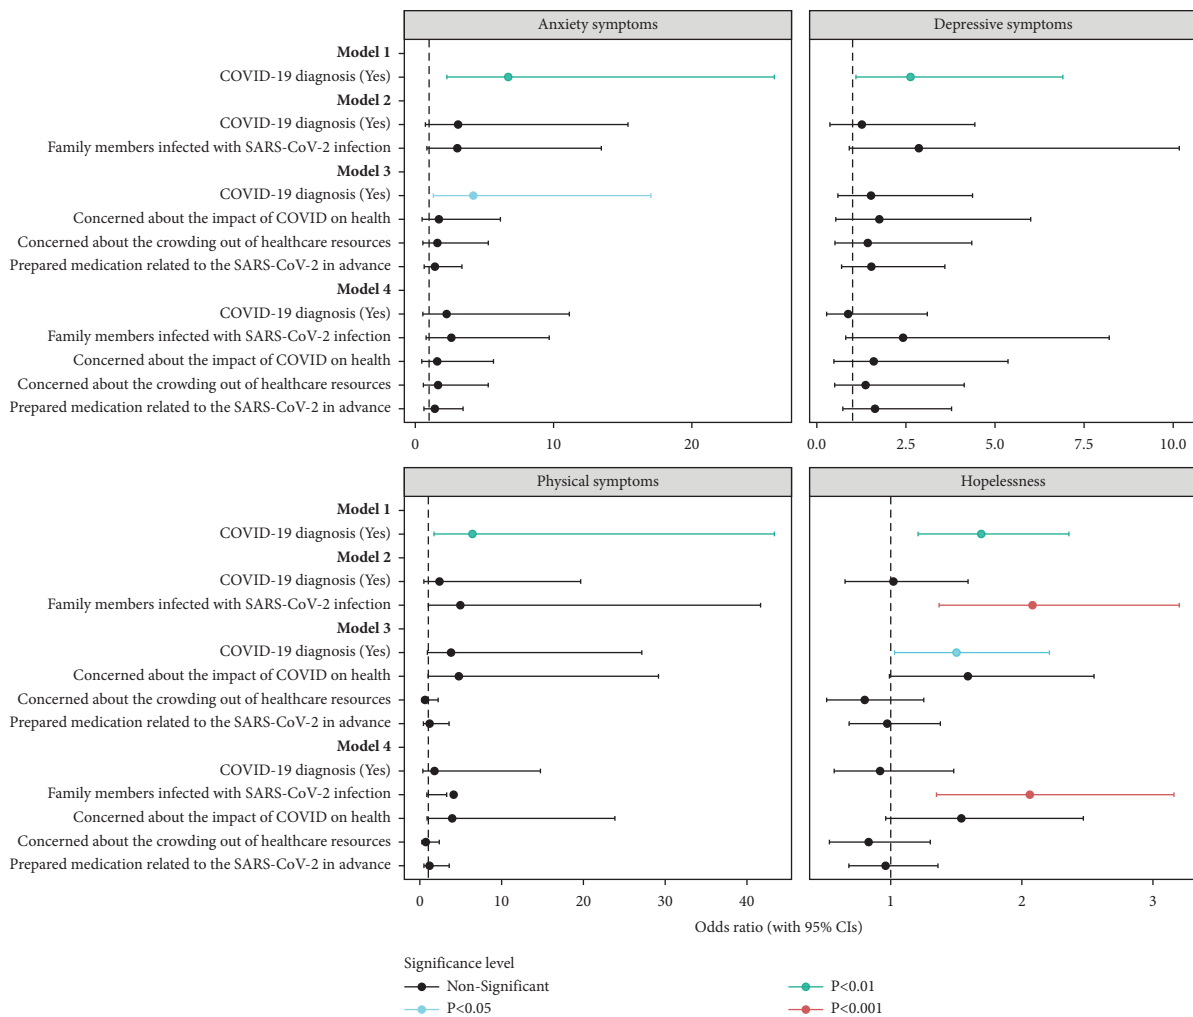 Anxiety symptoms
Depressive symptoms
Model 1
COVID-19 diagnosis (Yes)
Model 2
COVID-19 diagnosis (Yes)
Family members infected with SARS-CoV-2 infection
Model 3
COVID-19 diagnosis (Yes)
Concerned about the impact of COVID on health
Concerned about the crowding out of healthcare resources
Prepared medication related to the SARS-CoV-2 in advance
Model 4
COVID-19 diagnosis (Yes)
Family members infected with SARS-CoV-2 infection
Concerned about the impact of COVID on health
Concerned about the crowding out of healthcare resources
Prepared medication related to the SARS-CoV-2 in advance
0 10 20
0.0 2.5 5.0 7.5 10.0
Physical symptoms
Hopelessness
Model 1
COVID-19 diagnosis (Yes)
Model 2
COVID-19 diagnosis (Yes)
Family members infected with SARS-CoV-2 infection
Model 3
COVID-19 diagnosis (Yes)
Concerned about the impact of COVID on health
Concerned about the crowding out of healthcare resources
Prepared medication related to the SARS-CoV-2 in advance
Model 4
COVID-19 diagnosis (Yes)
Family members infected with SARS-CoV-2 infection
Concerned about the impact of COVID on health
Concerned about the crowding out of healthcare resources
Prepared medication related to the SARS-CoV-2 in advance
0 10 20 30 40
1 2 3
Odds ratio (with 95% CIs)
Significance level
Non-Significant
P<0.05
P<0.01
P<0.001